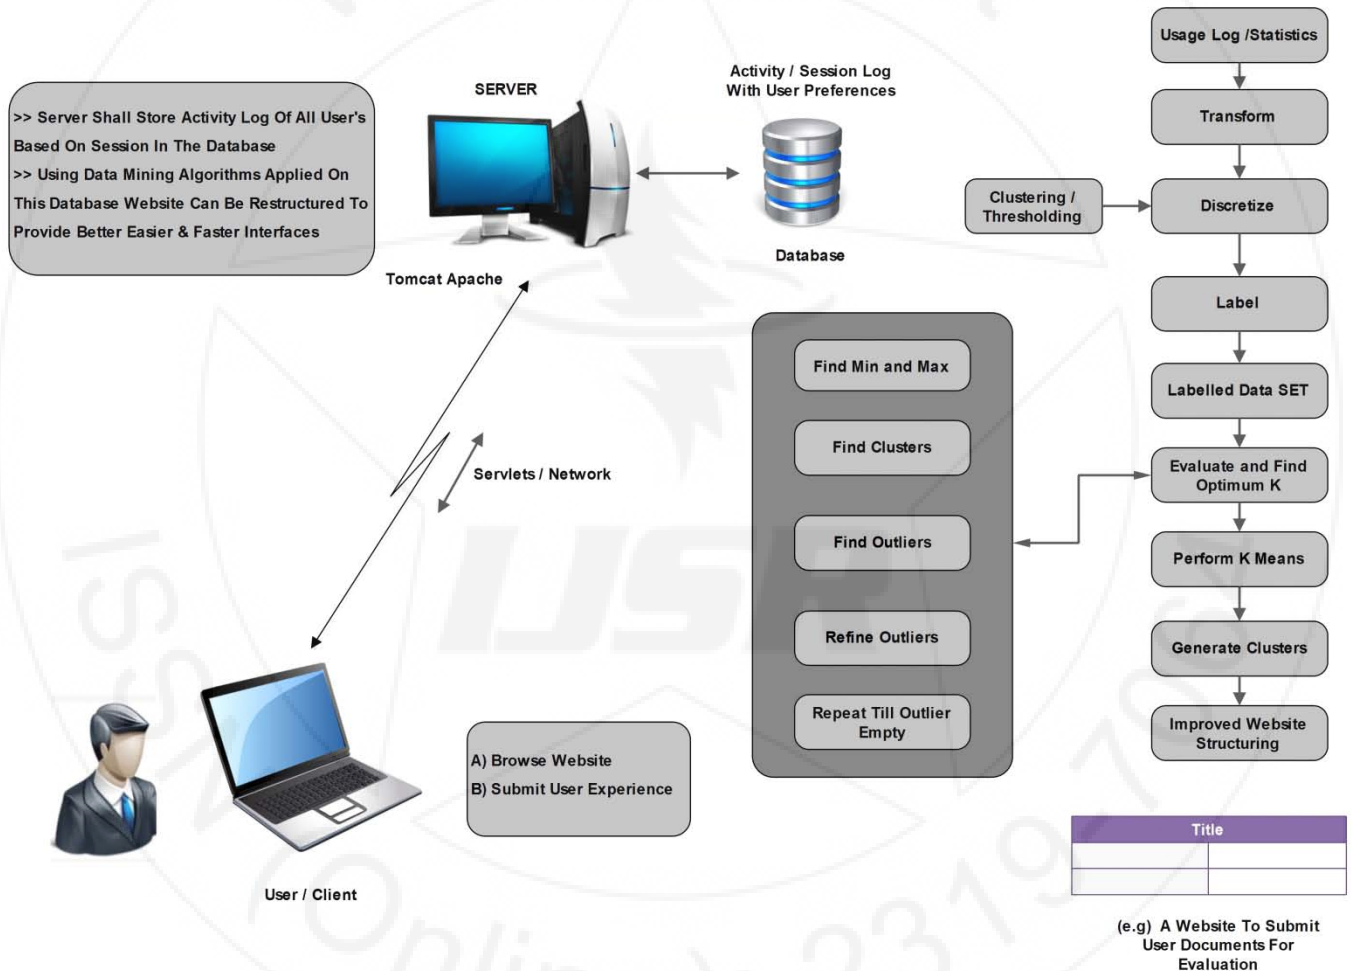 Usage Log /Statistics
SERVER
Activity / Session Log
With User Preferences
>> Server Shall Store Activity Log Of All User's
Based On Session In The Database
>> Using Data Mining Algorithms Applied On
This Database Website Can Be Restructured To
Provide Better Easier & Faster Interfaces
Transform
Clustering /
Thresholding
Discretize
Database
Tomcat Apache
Label
Find Min and Max
Labelled Data SET
Find Clusters
Servlets / Network
Evaluate and Find
Optimum K
Find Outliers
Perform K Means
Refine Outliers
Generate Clusters
Repeat Till Outlier
Empty
Improved Website
Structuring
A) Browse Website
B) Submit User Experience
User / Client
Title
(e.g) A Website To Submit
User Documents For
Evaluation
IJSR
ISSN (Online): 2319-7064